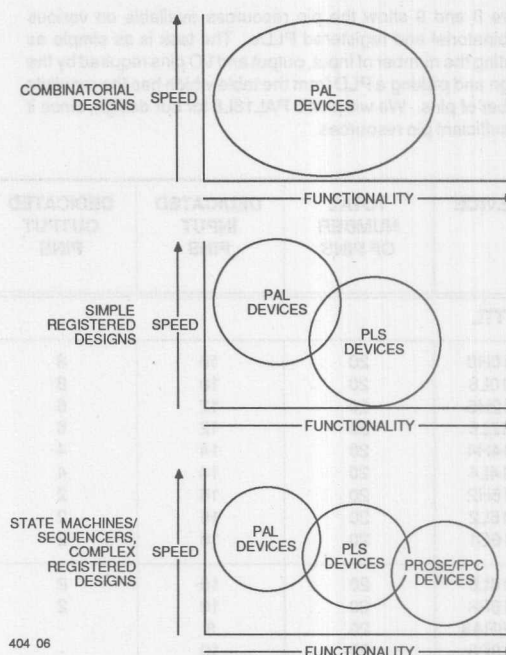 COMBINATORIAL
DESIGNS
SPEED
PAL
DEVICES
FUNCTIONALITY
SIMPLE
REGISTERED
DESIGNS
SPEED
PAL
DEVICES
PLS
DEVICES
FUNCTIONALITY
STATE MACHINES/
SEQUENCERS,
COMPLEX
REGISTERED
DESIGNS
SPEED
PAL
DEVICES
PLS
DEVICES
PROSE/FPC
DEVICES
404 06
FUNCTIONALITY